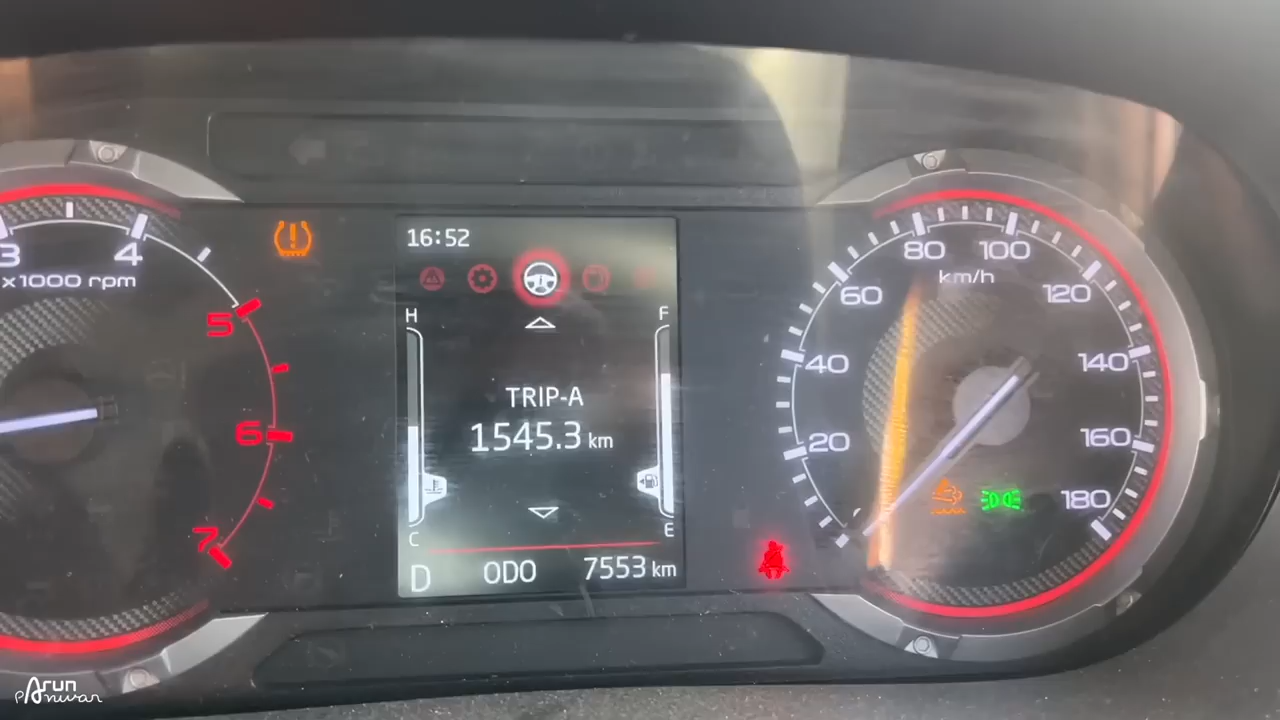 16:52
3
4
x1000 rpm
5
6
7
H
C
TRIP-A
1545.3 km
F
E
D ODO 7553 km
20
40
60
80
100
120
140
160
180
km/h
Arun
Panwar